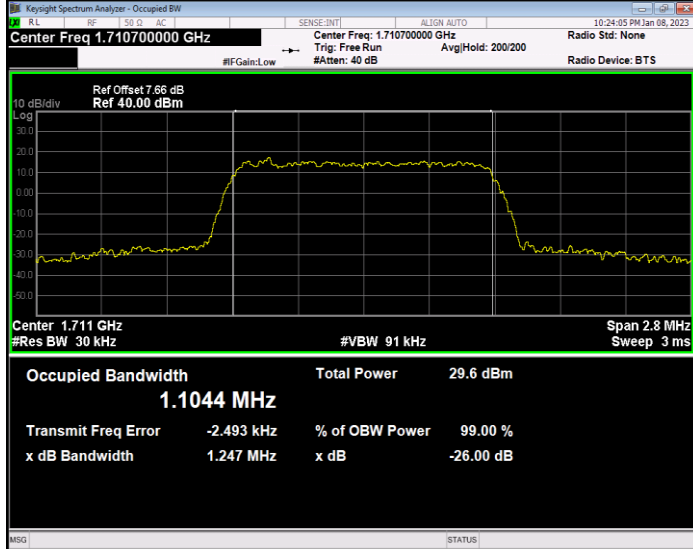 Keysight Spectrum Analyzer - Occupied BW
RL RF 50 Ω AC SENSE:INT ALIGN AUTO 10:24:05 PM Jan 08, 2023
Center Freq 1.710700000 GHz Center Freq: 1.710700000 GHz Radio Std: None
Trig: Free Run Avg|Hold: 200/200
#IFGain:Low #Atten: 40 dB Radio Device: BTS
Ref Offset 7.66 dB
10 dB/div Ref 40.00 dBm
Log
30.0
20.0
10.0
0.00
-10.0
-20.0
-30.0
-40.0
-50.0
Center 1.711 GHz Span 2.8 MHz
#Res BW 30 kHz #VBW 91 kHz Sweep 3 ms
Occupied Bandwidth Total Power 29.6 dBm
1.1044 MHz
Transmit Freq Error -2.493 kHz % of OBW Power 99.00 %
x dB Bandwidth 1.247 MHz x dB -26.00 dB
MSG STATUS